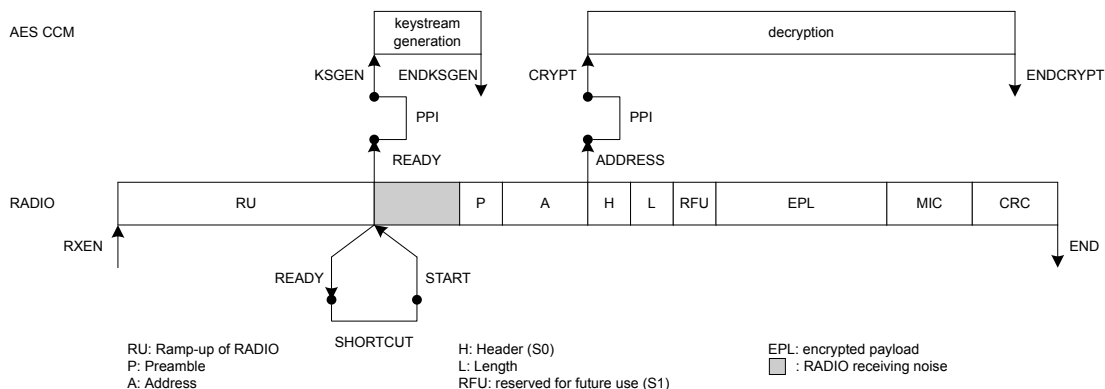 AES CCM
keystream
generation
decryption
KSGEN
ENDKSGEN
CRYPT
ENDCRYPT
PPI
PPI
READY
ADDRESS
RADIO
RU
P
A
H
L
RFU
EPL
MIC
CRC
RXEN
END
READY
START
SHORTCUT
RU: Ramp-up of RADIO
P: Preamble
A: Address
H: Header (S0)
L: Length
RFU: reserved for future use (S1)
EPL: encrypted payload
: RADIO receiving noise